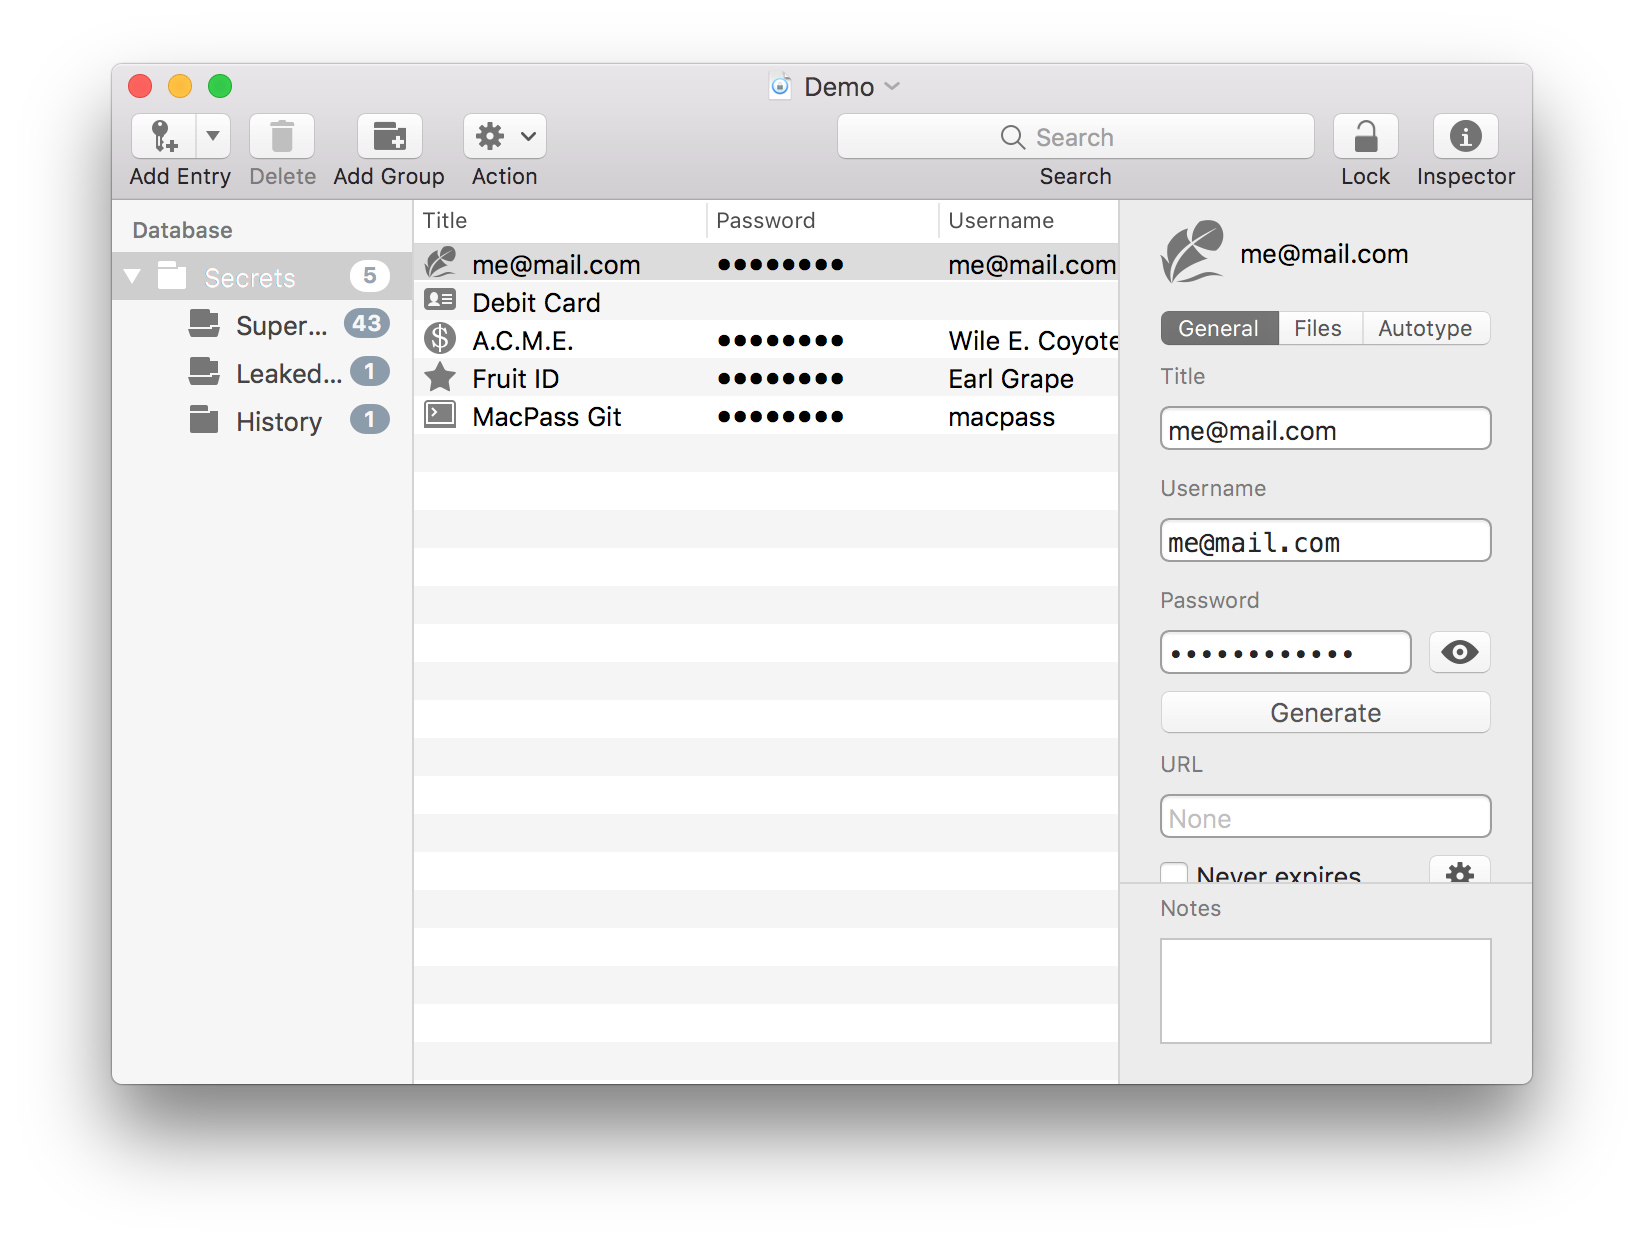 Demo
Add Entry
Delete
Add Group
Action
Search
Search
Lock
Inspector
Database
Secrets 5
Super... 43
Leaked... 1
History 1
Title Password Username
me@mail.com •••••••• me@mail.com
Debit Card
A.C.M.E. •••••••• Wile E. Coyote
Fruit ID •••••••• Earl Grape
MacPass Git •••••••• macpass
me@mail.com
General Files Autotype
Title
me@mail.com
Username
me@mail.com
Password
••••••••••••
Generate
URL
None
Never expires
Notes